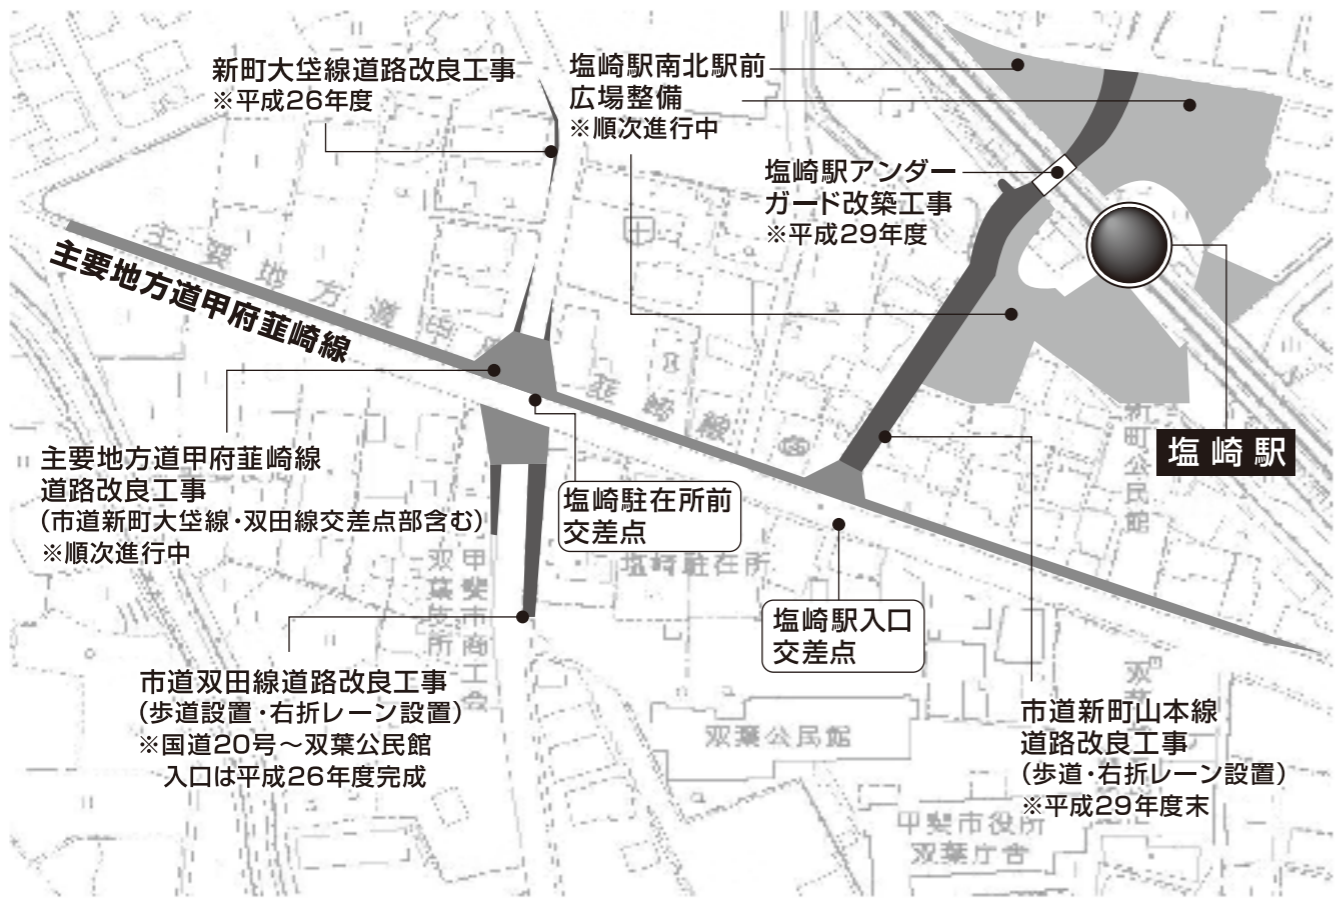 新町大垈線道路改良工事
※平成26年度
塩崎駅南北駅前
広場整備
※順次進行中
塩崎駅アンダー
ガード改築工事
※平成29年度
主要地方道甲府韮崎線
塩崎駅
主要地方道甲府韮崎線
道路改良工事
(市道新町大垈線・双田線交差点部含む)
※順次進行中
塩崎駐在所前
交差点
塩崎駐在所
塩崎駅入口
交差点
新町公民館
甲斐市商工会
市道双田線道路改良工事
(歩道設置・右折レーン設置)
※国道20号~双葉公民館
入口は平成26年度完成
双葉公民館
市道新町山本線
道路改良工事
(歩道・右折レーン設置)
※平成29年度末
甲斐市役所
双葉庁舎